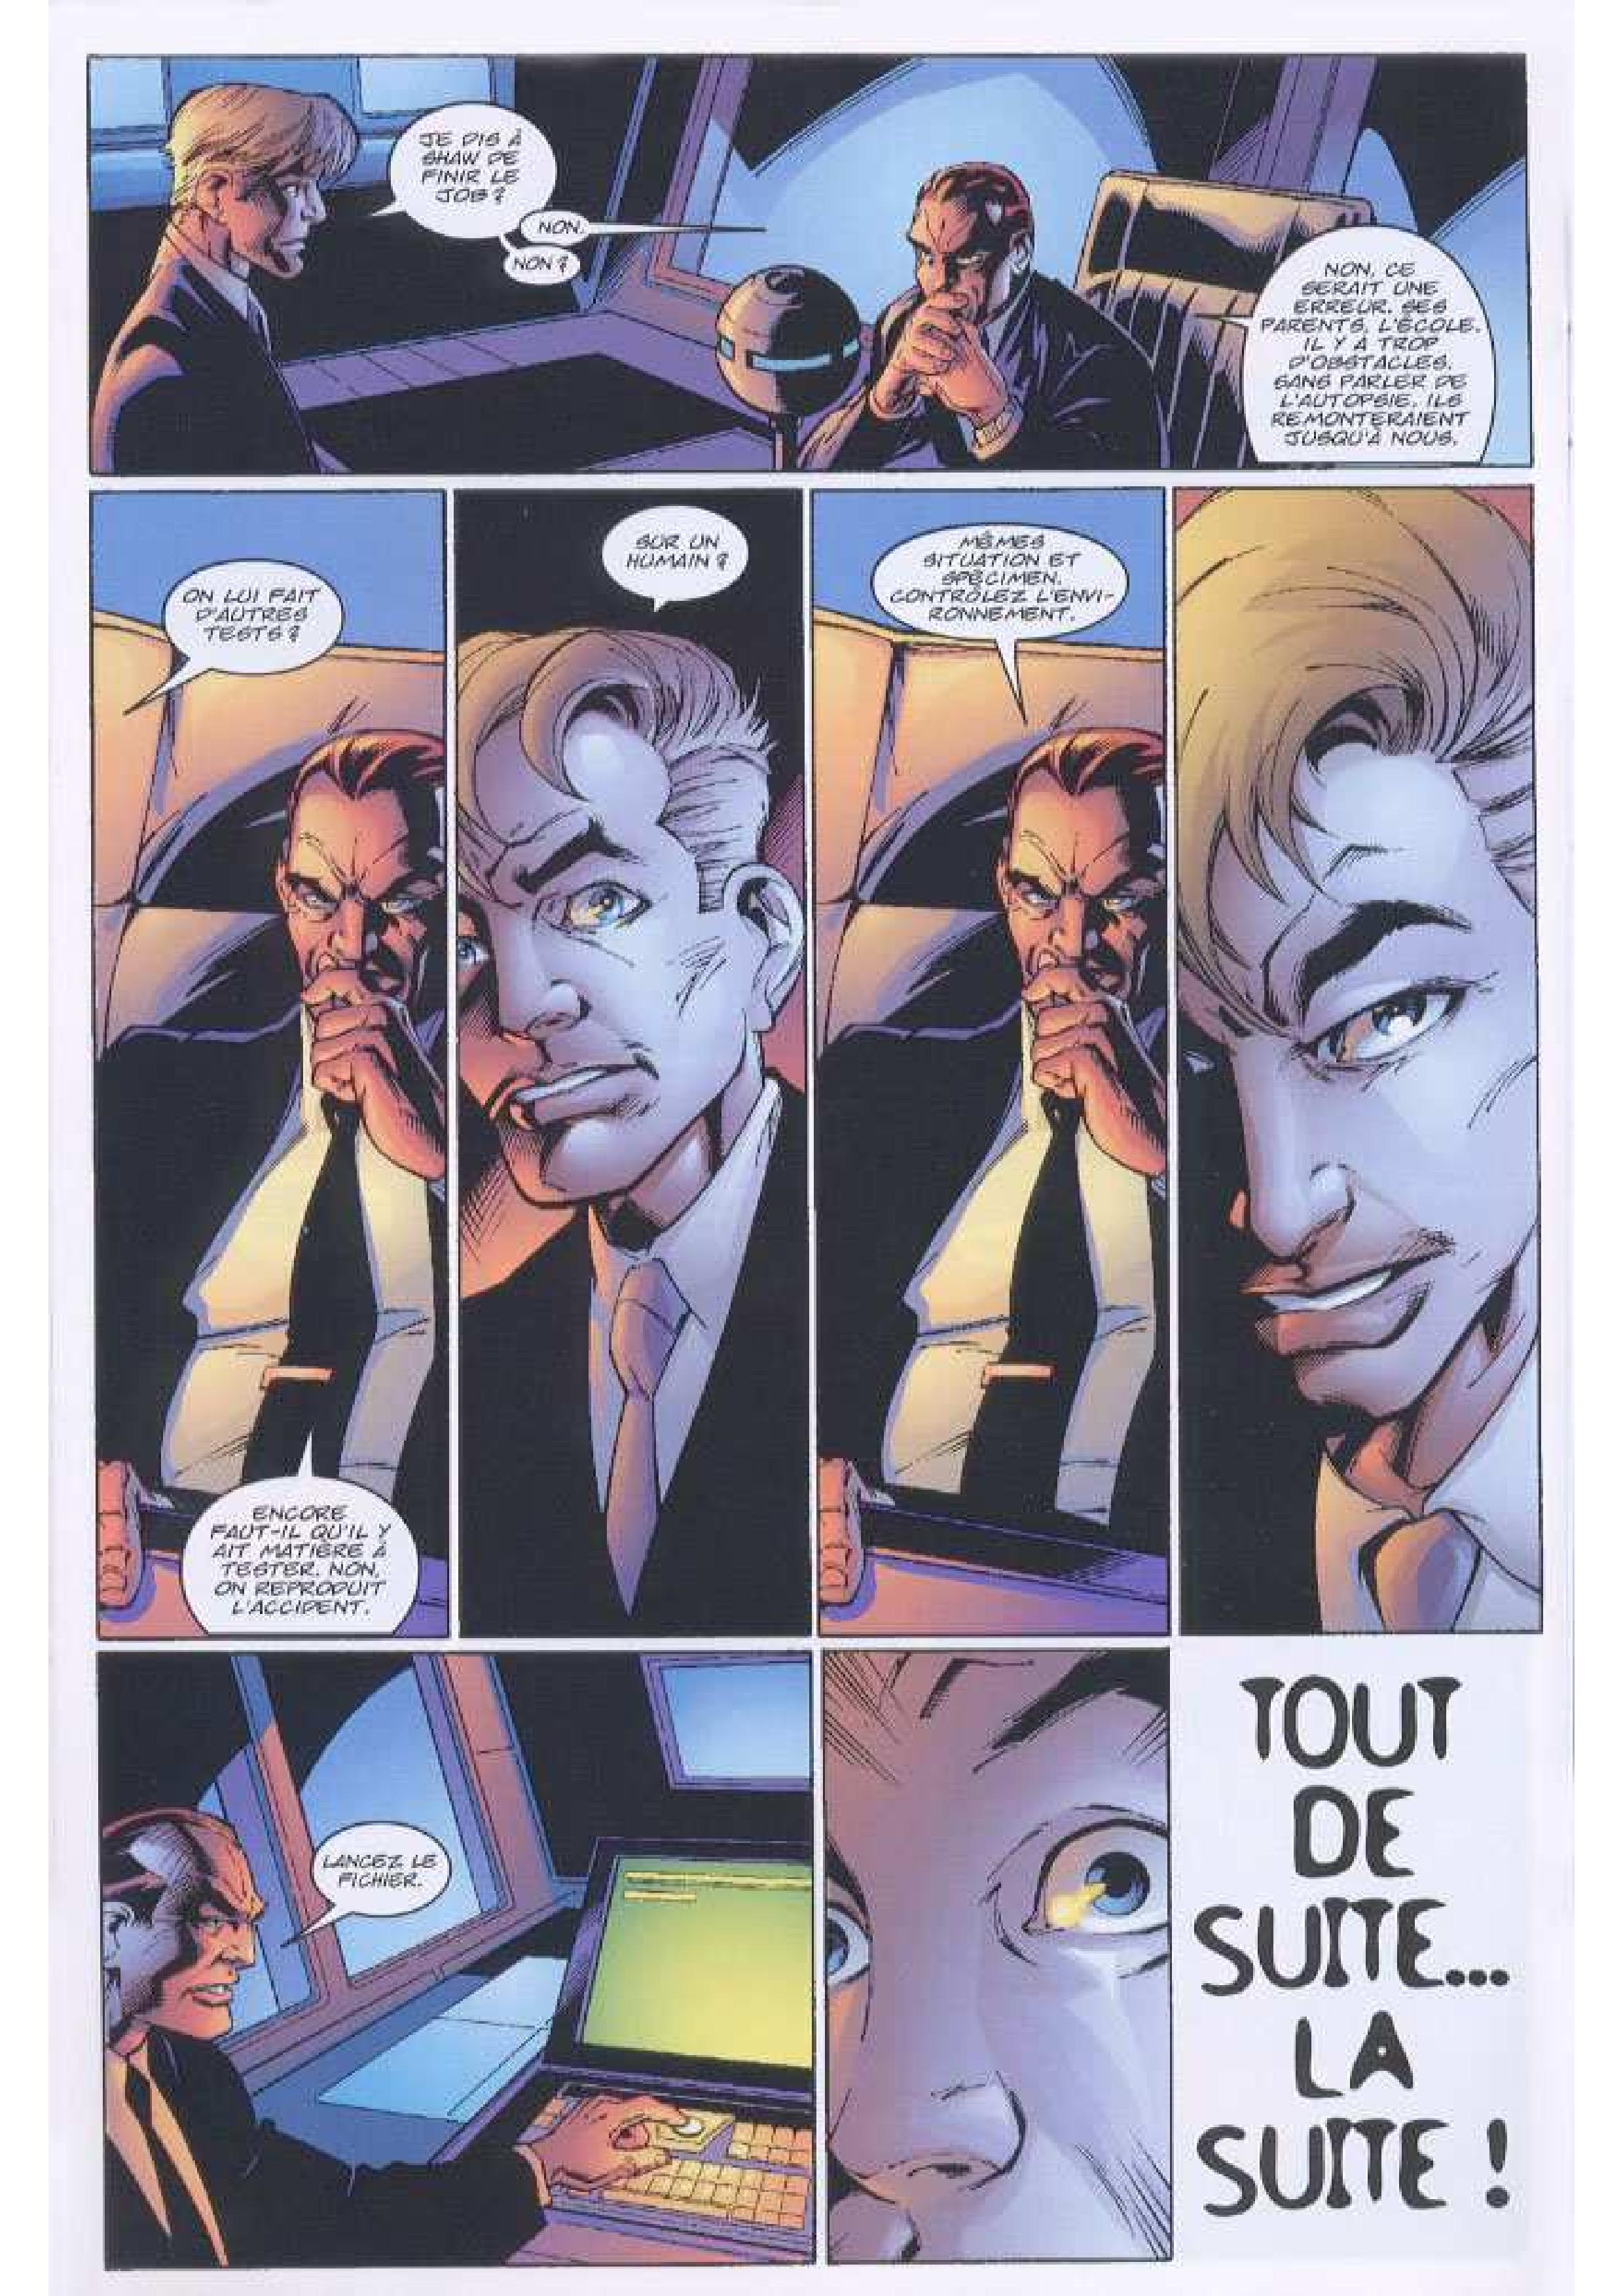 JE DIS À
SHAW DE
FINIR LE
JOB ?
NON.
NON ?
NON, CE
SERAIT UNE
ERREUR. SES
PARENTS, L'ÉCOLE.
IL Y A TROP
D'OBSTACLES.
SANS PARLER DE
L'AUTOPSIE. ILS
REMONTERAIENT
JUSQU'À NOUS.
ON LUI FAIT
D'AUTRES
TESTS ?
ENCORE
FAUT-IL QU'IL Y
AIT MATIÈRE À
TESTER. NON,
ON REPRODUIT
L'ACCIDENT.
SUR UN
HUMAIN ?
MÊMES
SITUATION ET
SPÉCIMEN.
CONTRÔLEZ L'ENVI-
RONNEMENT.
LANCEZ LE
FICHIER.
TOUT
DE
SUITE...
LA
SUITE !